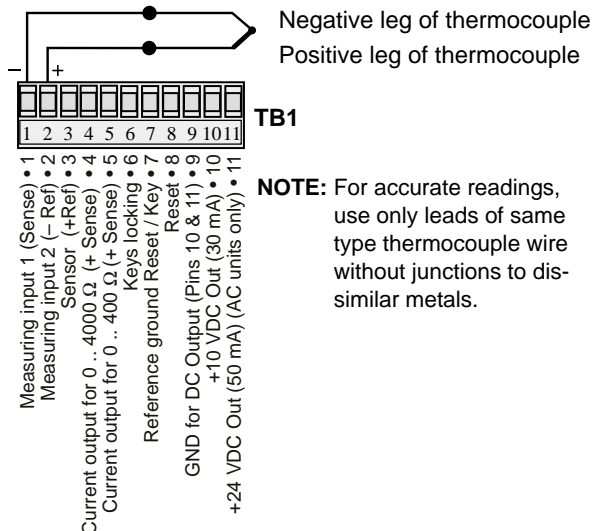 Negative leg of thermocouple
Positive leg of thermocouple
– +
TB1
1 2 3 4 5 6 7 8 9 10 11
Measuring input 1 (Sense) • 1
Measuring input 2 (– Ref) • 2
Sensor (+Ref) • 3
Current output for 0 .. 4000 Ω (+ Sense) • 4
Current output for 0 .. 400 Ω (+ Sense) • 5
Keys locking • 6
Reference ground Reset / Key • 7
Reset • 8
GND for DC Output (Pins 10 & 11) • 9
+10 VDC Out (30 mA) • 10
+24 VDC Out (50 mA) (AC units only) • 11
NOTE: For accurate readings,
use only leads of same
type thermocouple wire
without junctions to dis-
similar metals.